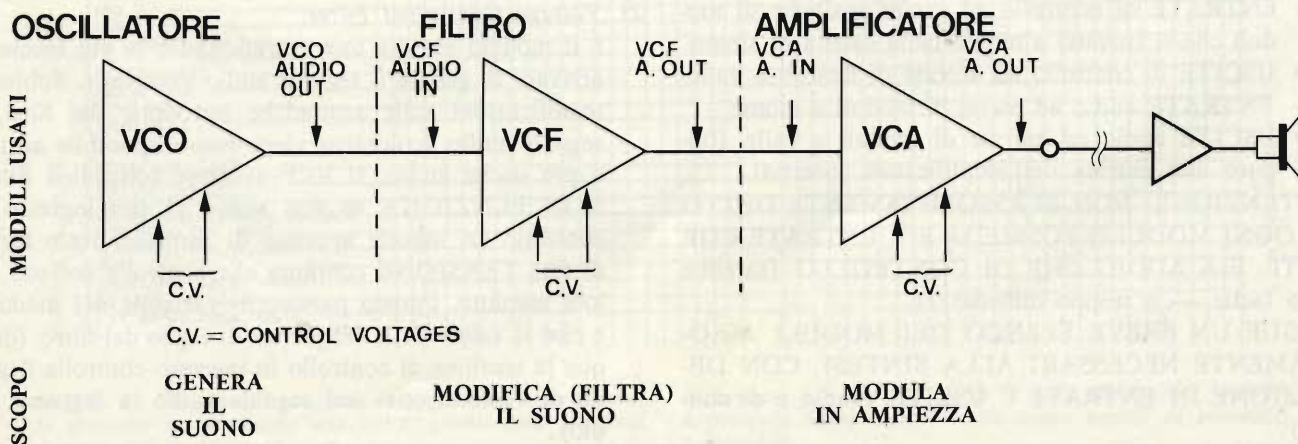 OSCILLATORE FILTRO AMPLIFICATORE
VCO AUDIO OUT
VCF AUDIO IN
VCF A. OUT
VCA A. IN
VCA A. OUT
MODULI USATI
VCO
VCF
VCA
C.V.
C.V.
C.V.
C.V. = CONTROL VOLTAGES
SCOPO
GENERA
IL
SUONO
MODIFICA (FILTRA)
IL SUONO
MODULA
IN AMPIEZZA